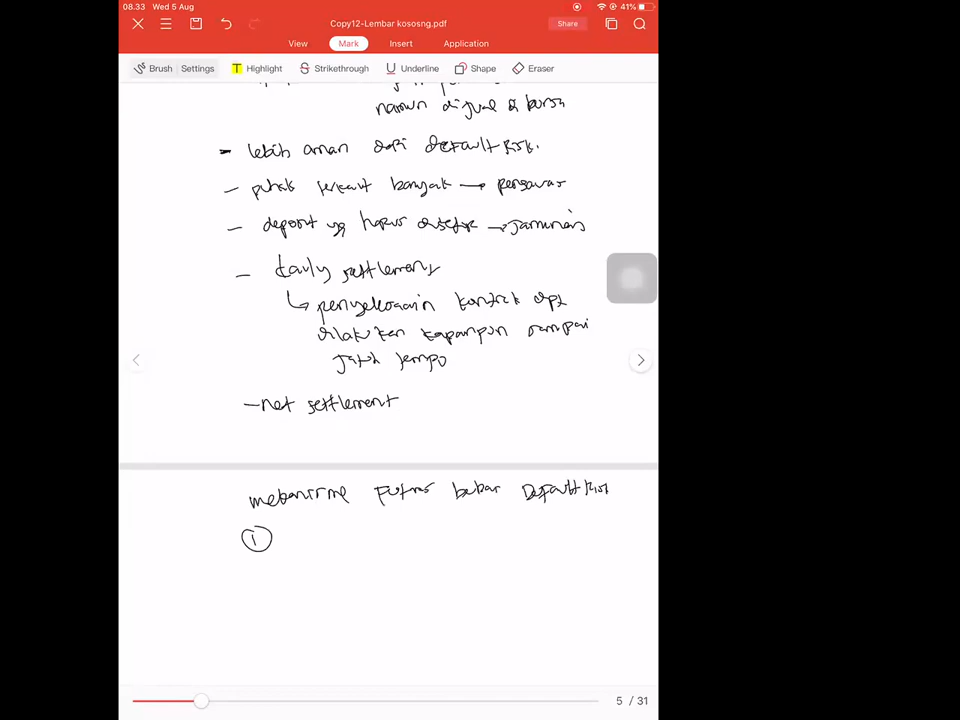 08.33 Wed 5 Aug
41%
Copy12-Lembar kososng.pdf
Share
View Mark Insert Application
Brush Settings Highlight Strikethrough Underline Shape Eraser
namun dijual di bursa
- lebih aman dari default risk.
- pihak terkait banyak → pengawas
- deposit yg harus disetor → jaminan
- daily settlement
↳ penyelesaian kontrak dpt
dilakukan kapanpun sampai
jatuh tempo
- net settlement
mekanisme Futures bebas Default Risk
①
5 / 31